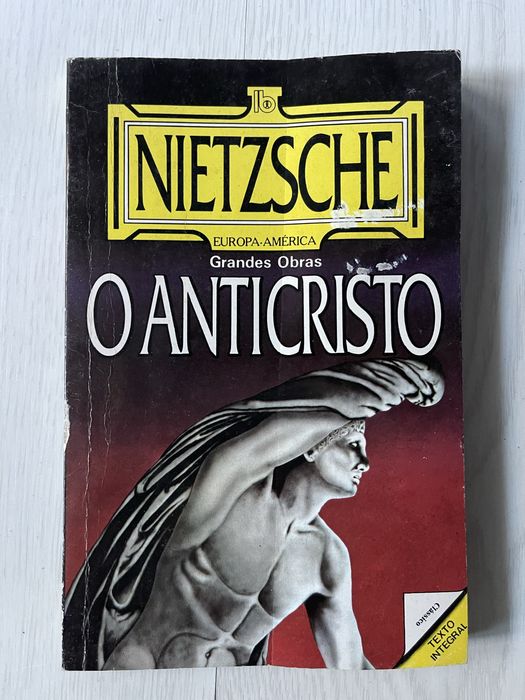 NIETZSCHE
EUROPA-AMÉRICA
Grandes Obras
O ANTICRISTO
Clássico
TEXTO
INTEGRAL